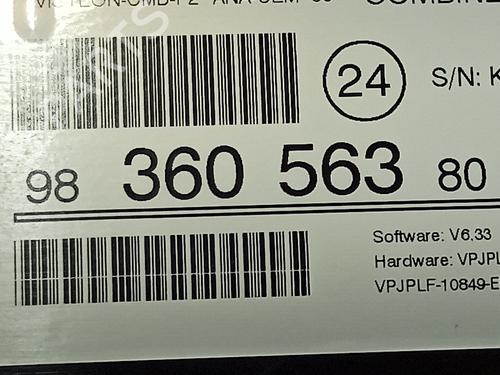 24
S/N: K
98 360 563 80
Software: V6.33
Hardware: VPJPL
VPJPLF-10849-E